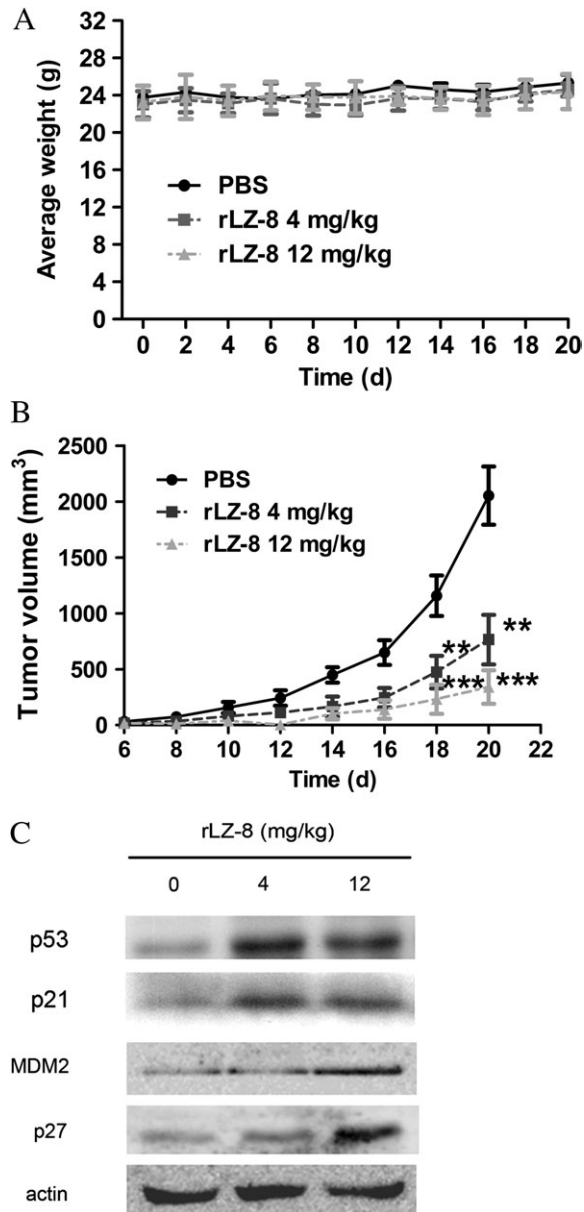 A
Average weight (g)
32
28
24
20
16
12
8
4
0
PBS
rLZ-8 4 mg/kg
rLZ-8 12 mg/kg
0 2 4 6 8 10 12 14 16 18 20
Time (d)
B
Tumor volume (mm³)
2500
2000
1500
1000
500
0
PBS
rLZ-8 4 mg/kg
rLZ-8 12 mg/kg
**
**
***
***
6 8 10 12 14 16 18 20 22
Time (d)
C
rLZ-8 (mg/kg)
0 4 12
p53
p21
MDM2
p27
actin